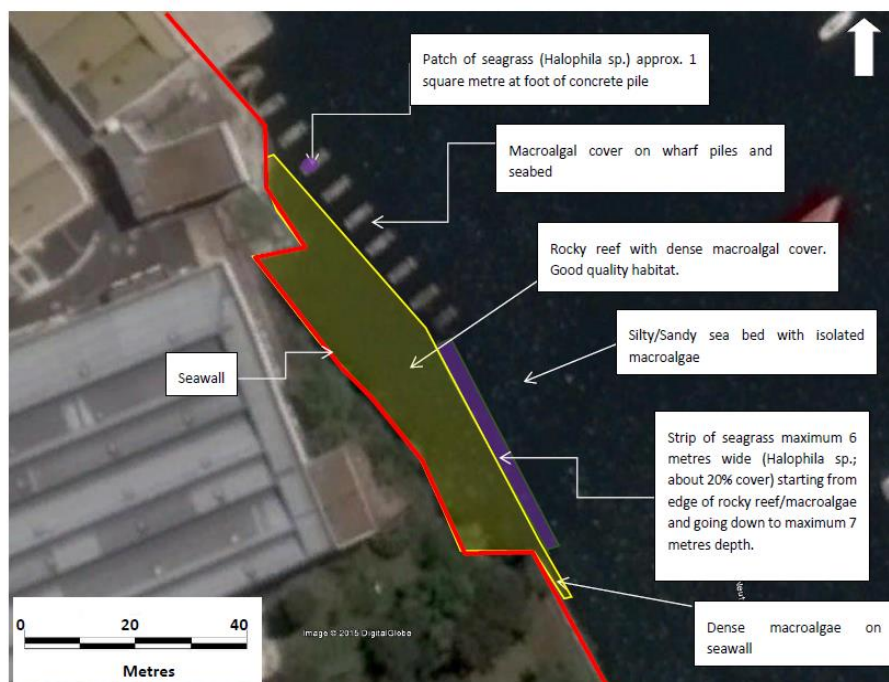 Patch of seagrass (Halophila sp.) approx. 1
square metre at foot of concrete pile
Macroalgal cover on wharf piles and
seabed
Rocky reef with dense macroalgal cover.
Good quality habitat.
Silty/Sandy sea bed with isolated
macroalgae
Seawall
Strip of seagrass maximum 6
metres wide (Halophila sp.;
about 20% cover) starting from
edge of rocky reef/macroalgae
and going down to maximum 7
metres depth.
Dense macroalgae on
seawall
0 20 40
Metres
Image © 2015 DigitalGlobe